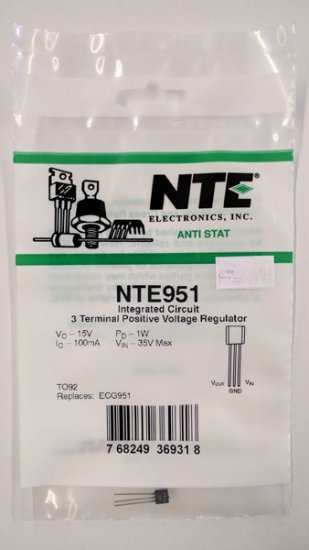 NTE
ELECTRONICS, INC.
ANTI STAT
NTE951
Integrated Circuit
3 Terminal Positive Voltage Regulator
VO – 15V PD – 1W
IO – 100mA VIN – 35V Max
VOUT VIN
GND
TO92
Replaces: ECG951
7 68249 36931 8